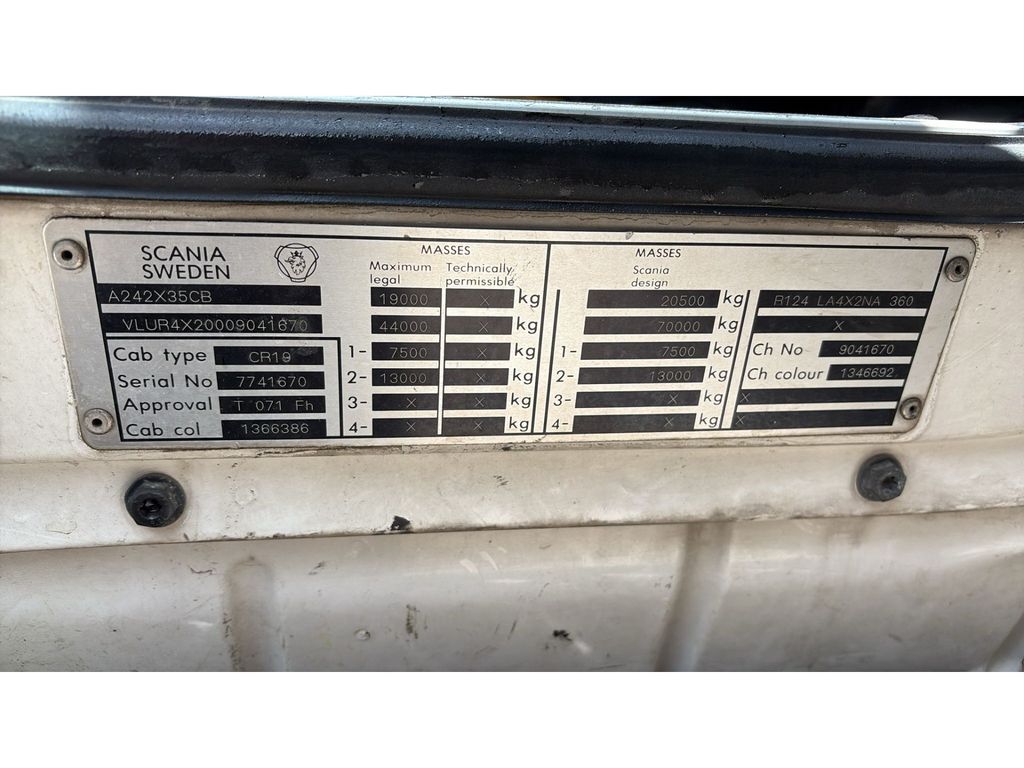 SCANIA
SWEDEN
A242X35CB
VLUR4X20009041670
Cab type CR19
Serial No 7741670
Approval T 071 Fh
Cab col 1366386
MASSES
Maximum legal Technically permissible
19000 X kg
44000 X kg
1- 7500 X kg
2- 13000 X kg
3- X X kg
4- X X kg
MASSES
Scania design
20500 kg
70000 kg
1- 7500 kg
2- 13000 kg
3- X kg
4- X kg
R124 LA4X2NA 360
X
Ch No 9041670
Ch colour 1346692
X
X